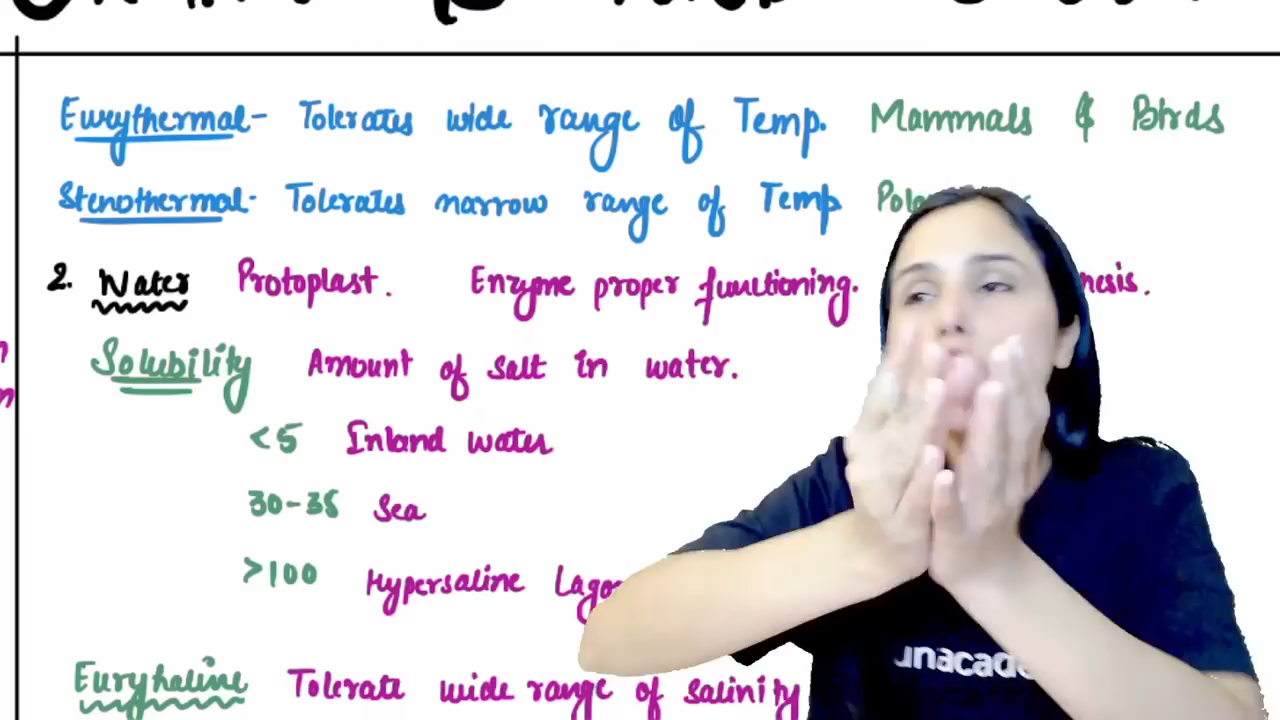 Eurythermal- Tolerates wide range of Temp. Mammals & Birds
Stenothermal- Tolerates narrow range of Temp
2. Water Protoplast. Enzyme proper functioning.
Solubility Amount of salt in water.
<5 Inland water
30-35 Sea
>100 Hypersaline
Euryhaline Tolerate wide range of salinity